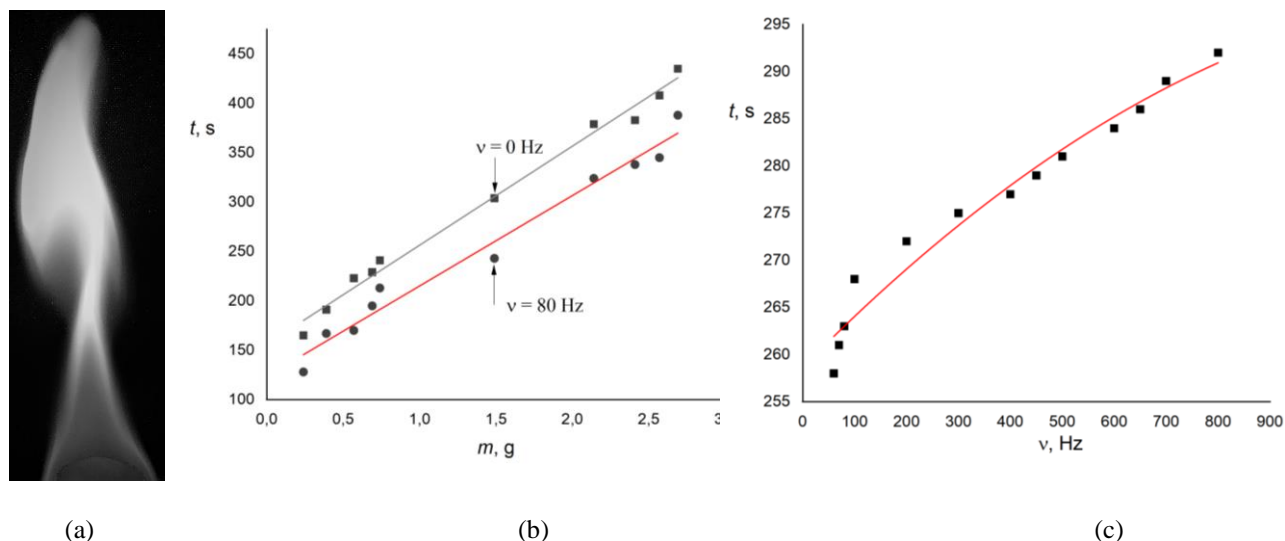 450
400
t, s
350
ν = 0 Hz
300
250
200
ν = 80 Hz
150
100
0,0 0,5 1,0 1,5 2,0 2,5 3
m, g
295
290
t, s
285
280
275
270
265
260
255
0 100 200 300 400 500 600 700 800 900
ν, Hz
(a) (b) (c)